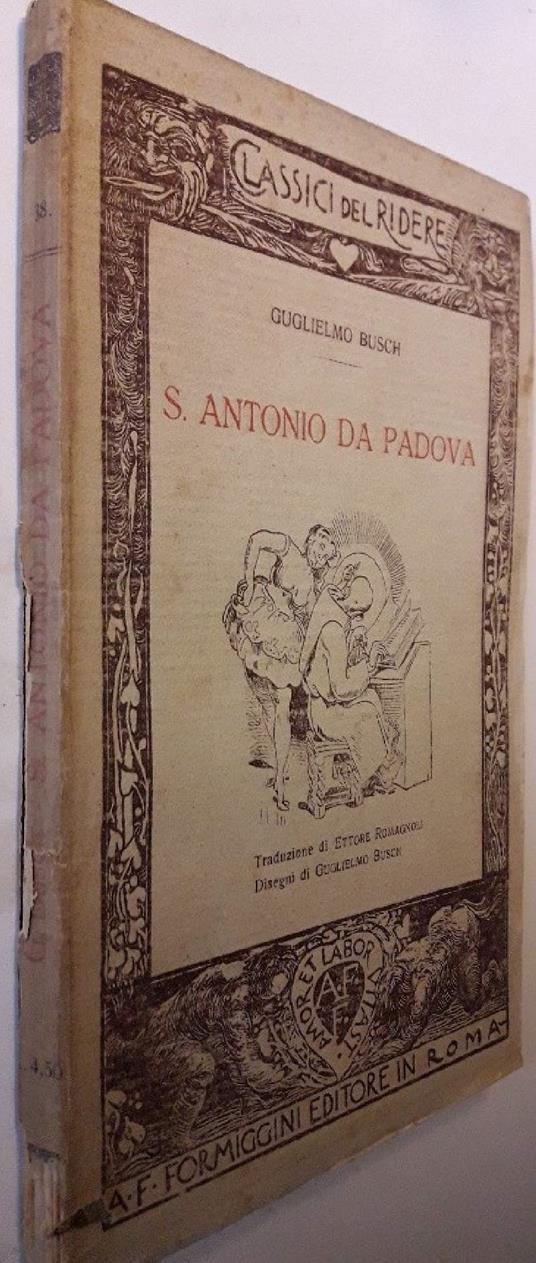 CLASSICI DEL RIDERE
GUGLIELMO BUSCH
S. ANTONIO DA PADOVA
Traduzione di ETTORE ROMAGNOLI
Disegni di GUGLIELMO BUSCH
AMOR ET LABOR VITAST
A F
F
A. F. FORMIGGINI EDITORE IN ROMA
38.
S. ANTONIO DA PADOVA
4.50